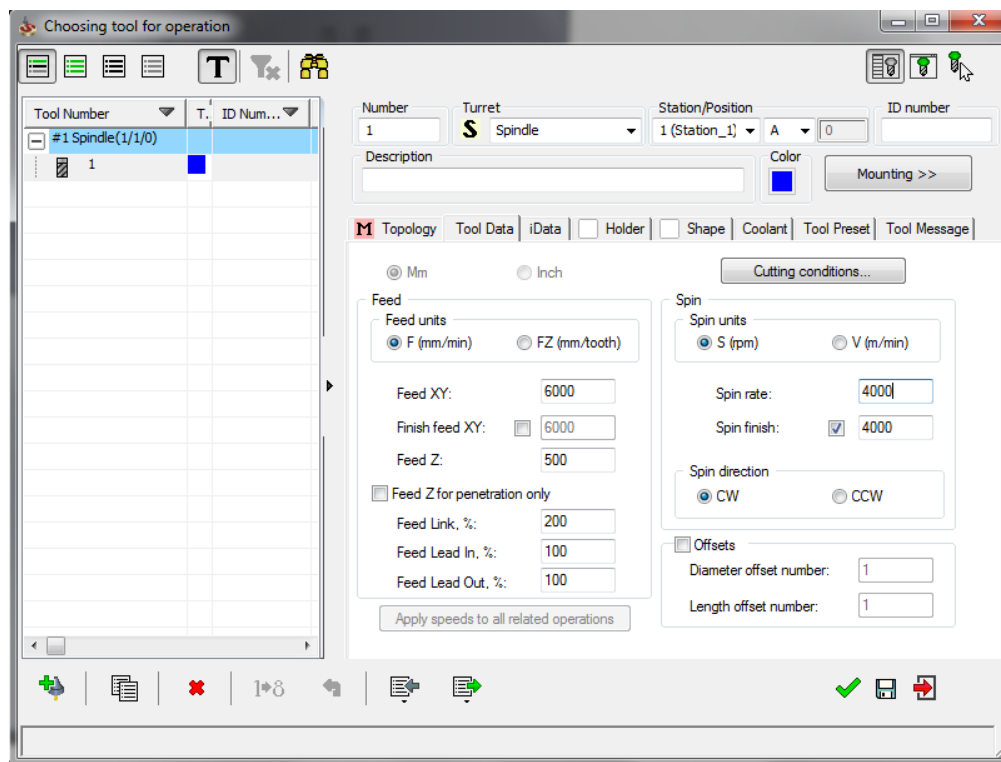 Choosing tool for operation
T
Tool Number T. ID Num...
#1 Spindle(1/1/0)
1
Number Turret Station/Position ID number
1 S Spindle 1 (Station_1) A 0
Description Color
Mounting >>
M Topology Tool Data iData Holder Shape Coolant Tool Preset Tool Message
Mm Inch Cutting conditions...
Feed Spin
Feed units Spin units
F (mm/min) FZ (mm/tooth) S (rpm) V (m/min)
Feed XY: 6000 Spin rate: 4000
Finish feed XY: 6000 Spin finish: 4000
Feed Z: 500
Spin direction
Feed Z for penetration only CW CCW
Feed Link, %: 200
Offsets
Feed Lead In, %: 100
Diameter offset number: 1
Feed Lead Out, %: 100
Length offset number: 1
Apply speeds to all related operations
1 8